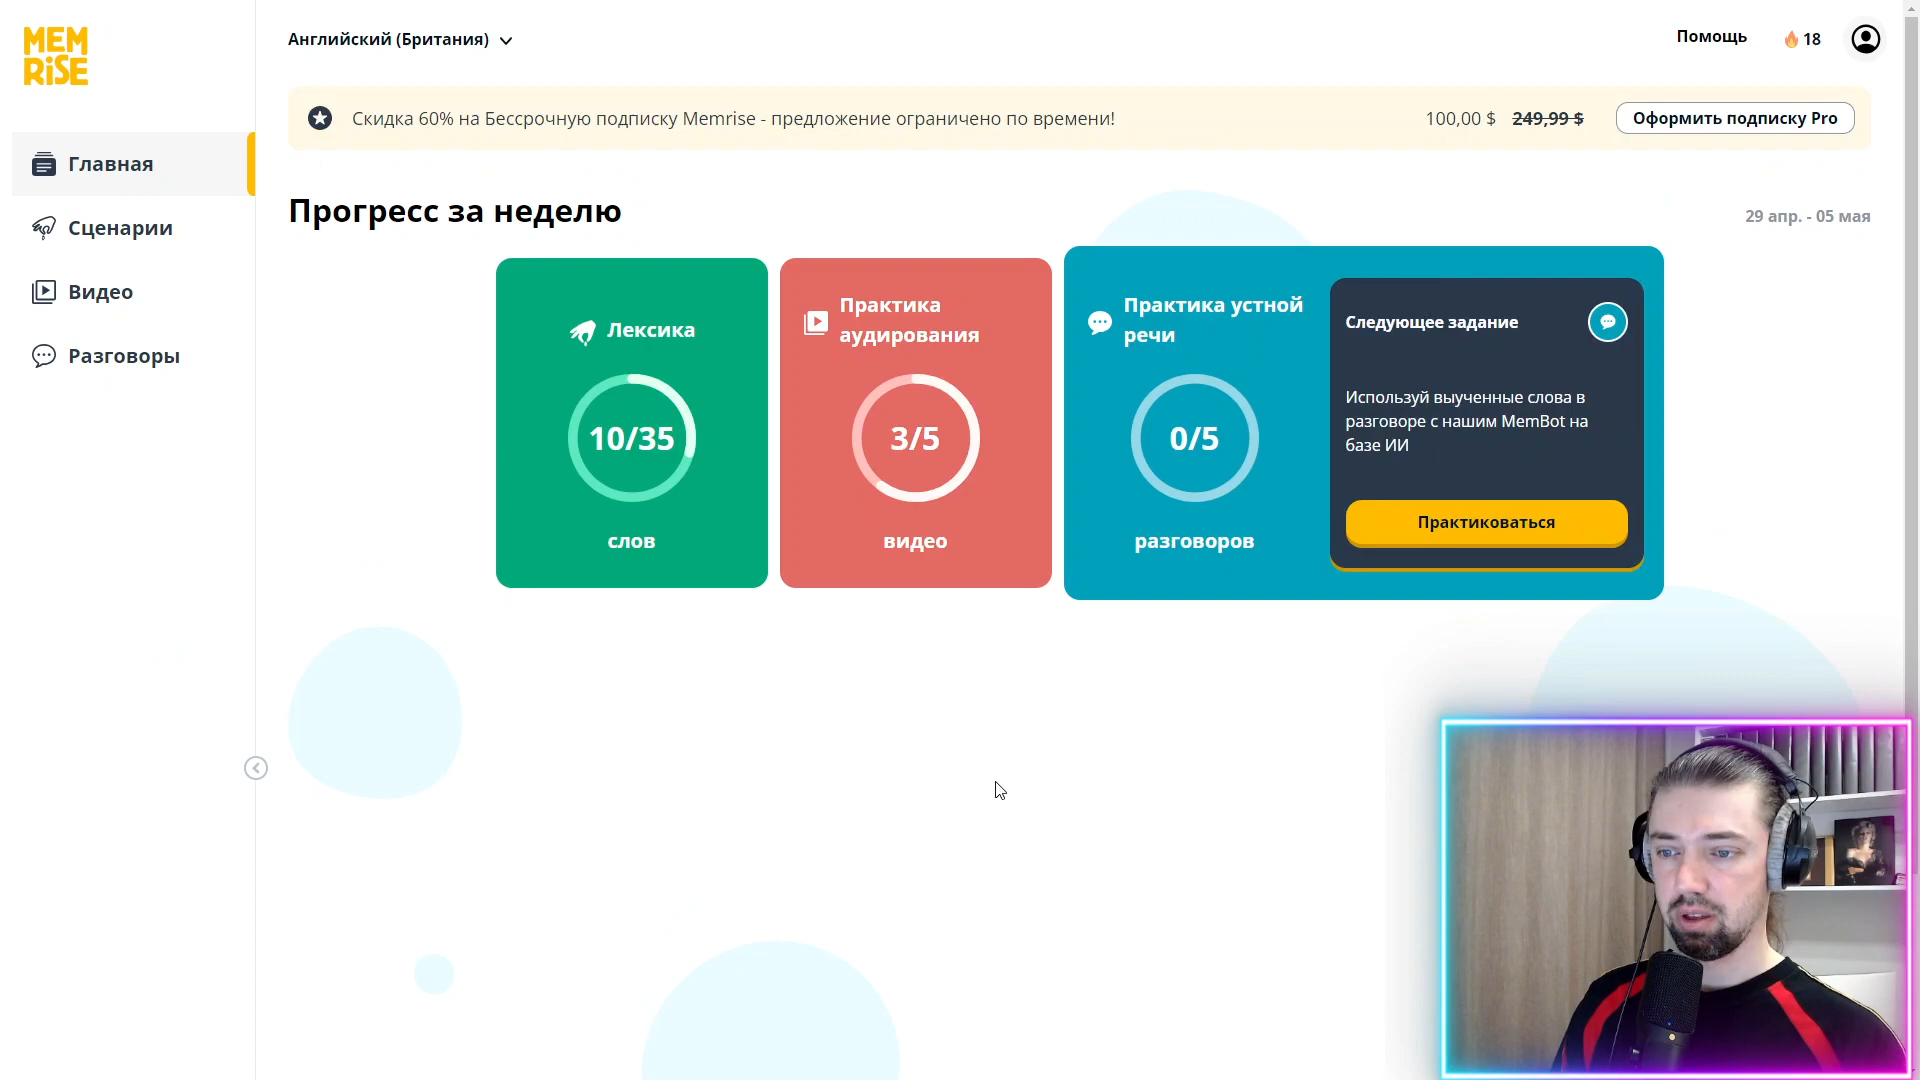 MEM
RISE
Английский (Британия)
Помощь
18
Скидка 60% на Бессрочную подписку Memrise - предложение ограничено по времени!
100,00 $ 249,99 $
Оформить подписку Pro
Главная
Сценарии
Видео
Разговоры
Прогресс за неделю
29 апр. - 05 мая
Лексика
10/35
слов
Практика
аудирования
3/5
видео
Практика устной
речи
0/5
разговоров
Следующее задание
Используй выученные слова в
разговоре с нашим MemBot на
базе ИИ
Практиковаться